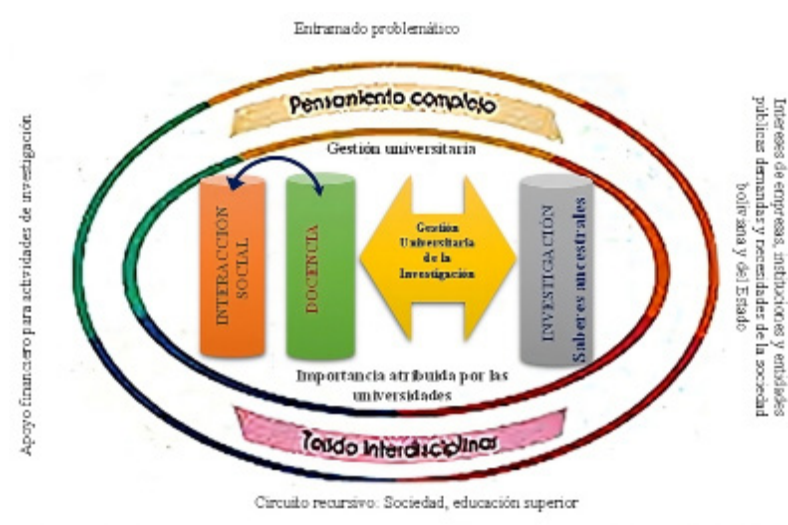 Entramado problemático
Pensamiento complejo
Gestión universitaria
Apoyo financiero para actividades de investigación
INTERACCIÓN
SOCIAL
DOCENCIA
Gestión
Universitaria
de la
Investigación
INVESTIGACIÓN
Saberes ancestrales
Intereses de empresas, instituciones y entidades
públicas demandas y necesidades de la sociedad
boliviana y del Estado
Importancia atribuida por las
universidades
Tejido interdisciplinar
Circuito recursivo: Sociedad, educación superior